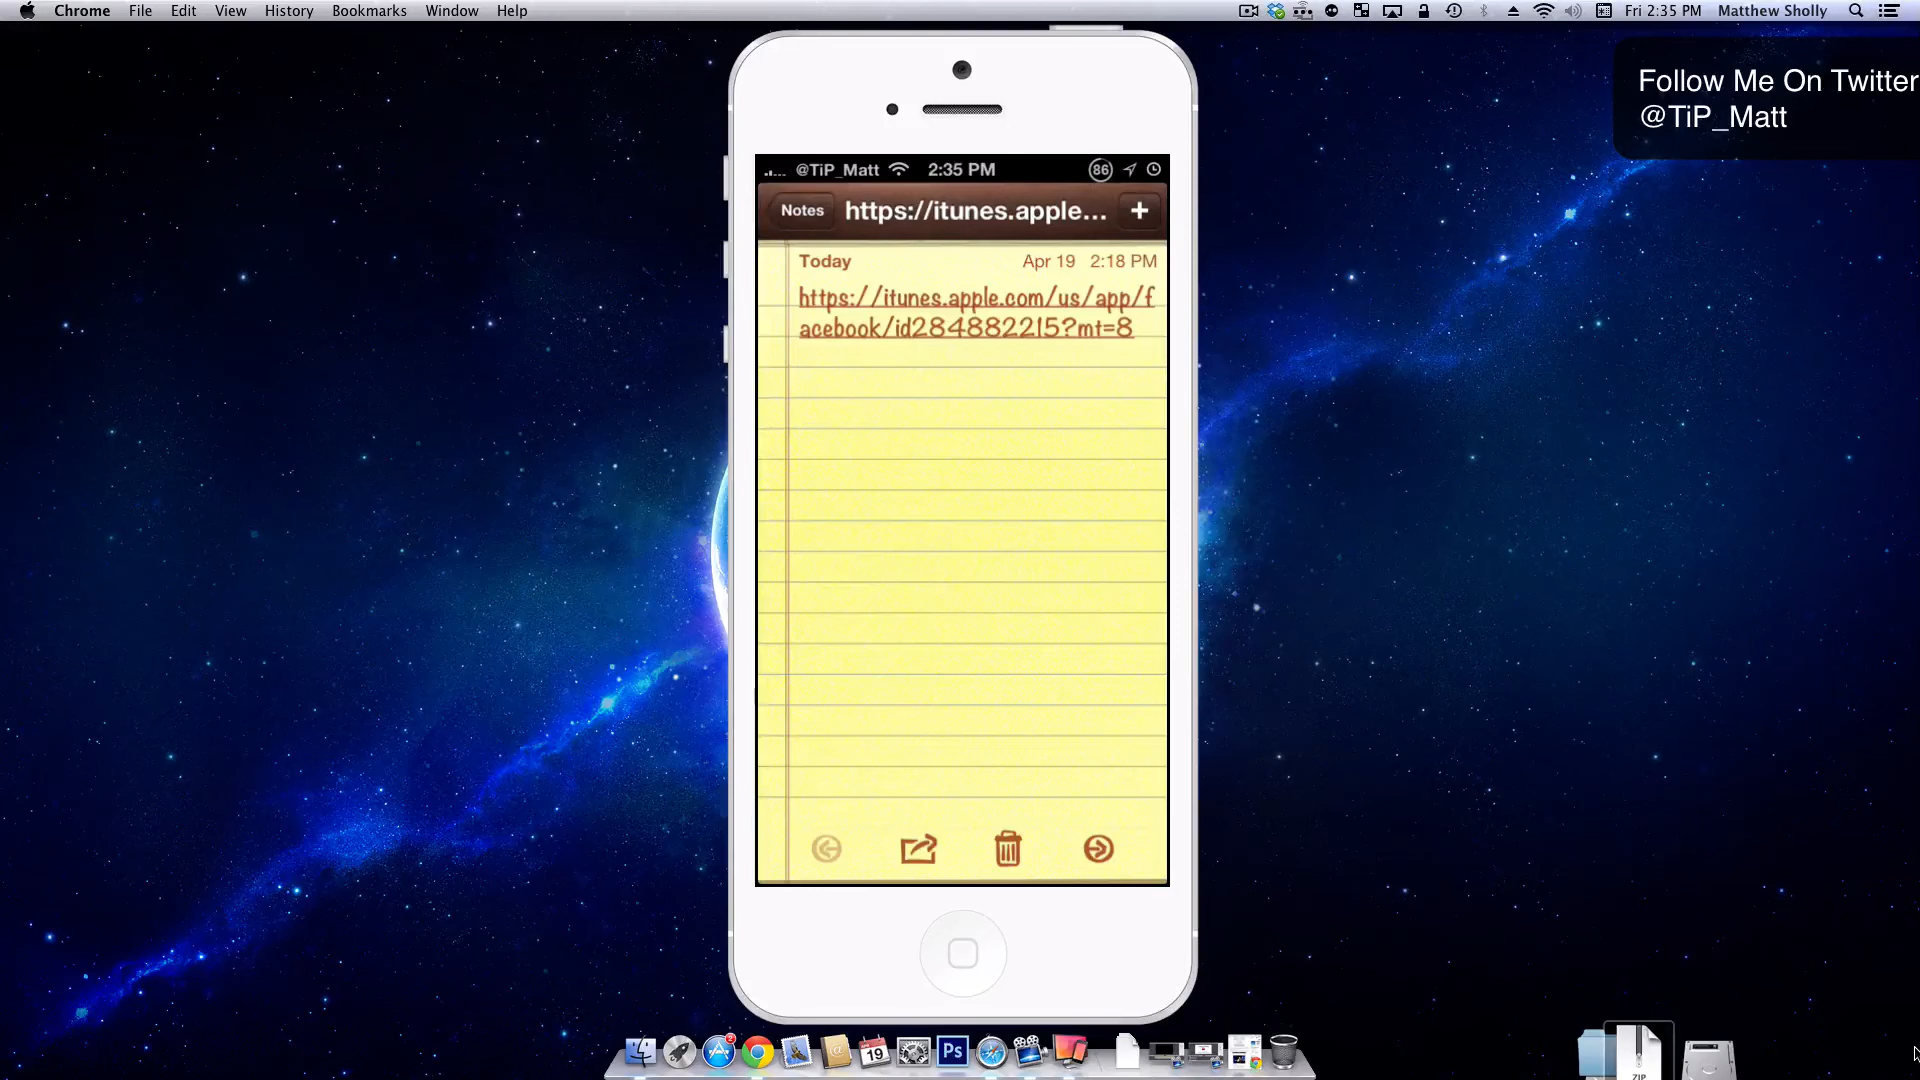 Chrome File Edit View History Bookmarks Window Help
Fri 2:35 PM Matthew Sholly
Follow Me On Twitter
@TiP_Matt
@TiP_Matt 2:35 PM 86
Notes https://itunes.apple... +
Today Apr 19 2:18 PM
https://itunes.apple.com/us/app/f
acebook/id284882215?mt=8
2
19
Ps
ZIP